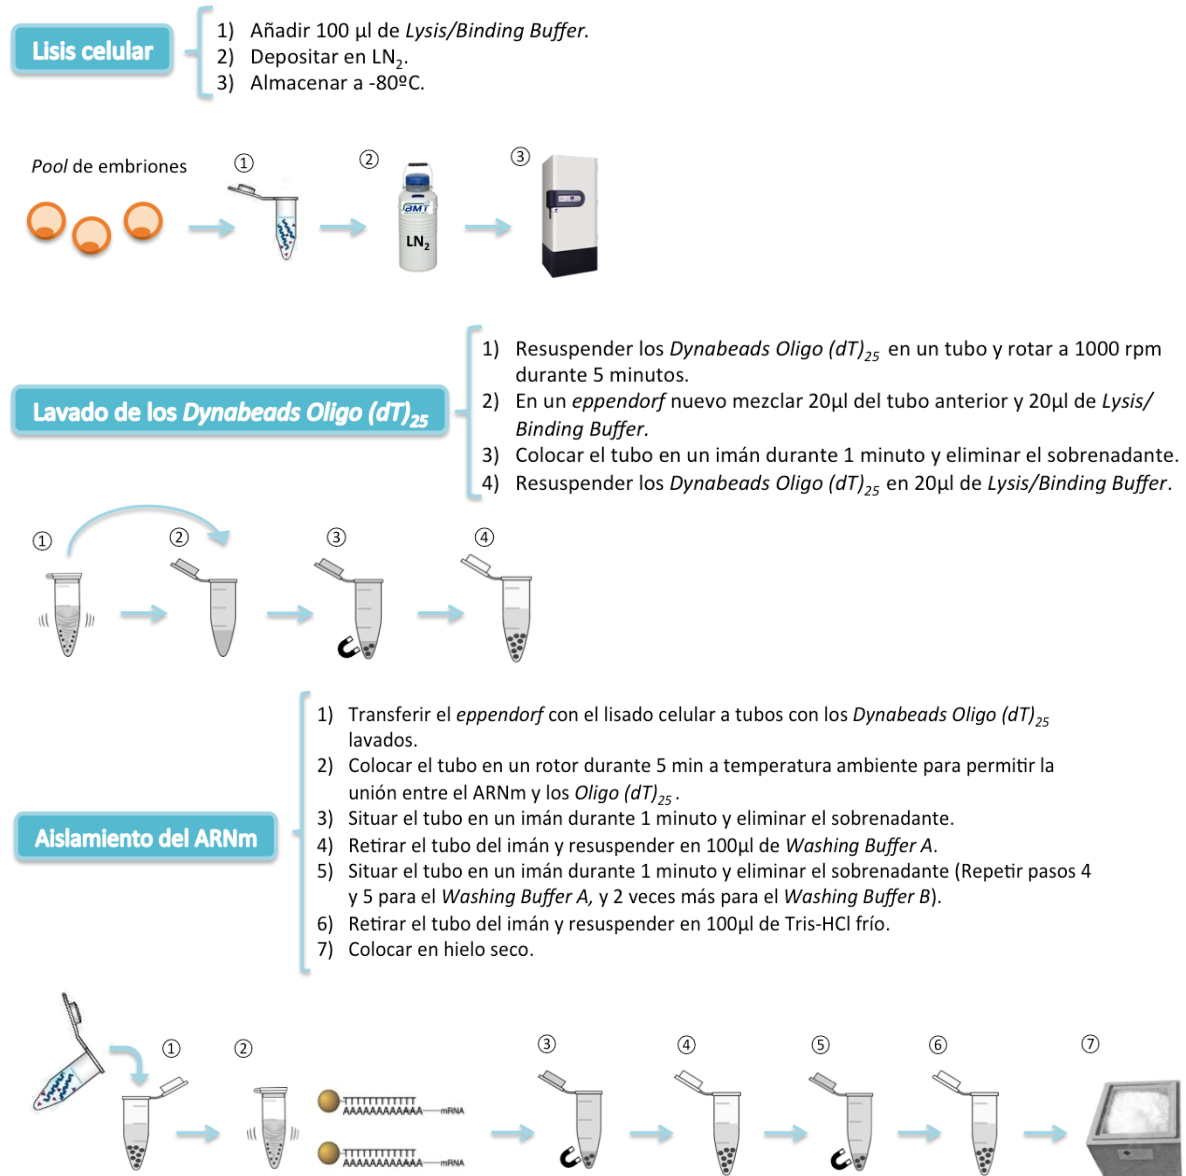 Lisis celular
1) Añadir 100 µl de Lysis/Binding Buffer.
2) Depositar en LN2.
3) Almacenar a -80ºC.
Pool de embriones
①
②
③
BMT
LN2
Lavado de los Dynabeads Oligo (dT)25
1) Resuspender los Dynabeads Oligo (dT)25 en un tubo y rotar a 1000 rpm
durante 5 minutos.
2) En un eppendorf nuevo mezclar 20µl del tubo anterior y 20µl de Lysis/
Binding Buffer.
3) Colocar el tubo en un imán durante 1 minuto y eliminar el sobrenadante.
4) Resuspender los Dynabeads Oligo (dT)25 en 20µl de Lysis/Binding Buffer.
①
②
③
④
Aislamiento del ARNm
1) Transferir el eppendorf con el lisado celular a tubos con los Dynabeads Oligo (dT)25
lavados.
2) Colocar el tubo en un rotor durante 5 min a temperatura ambiente para permitir la
unión entre el ARNm y los Oligo (dT)25.
3) Situar el tubo en un imán durante 1 minuto y eliminar el sobrenadante.
4) Retirar el tubo del imán y resuspender en 100µl de Washing Buffer A.
5) Situar el tubo en un imán durante 1 minuto y eliminar el sobrenadante (Repetir pasos 4
y 5 para el Washing Buffer A, y 2 veces más para el Washing Buffer B).
6) Retirar el tubo del imán y resuspender en 100µl de Tris-HCl frío.
7) Colocar en hielo seco.
①
②
③
④
⑤
⑥
⑦
TTTTTTTTTTTT
AAAAAAAAAAAA mRNA
TTTTTTTTTTTT
AAAAAAAAAAAA mRNA